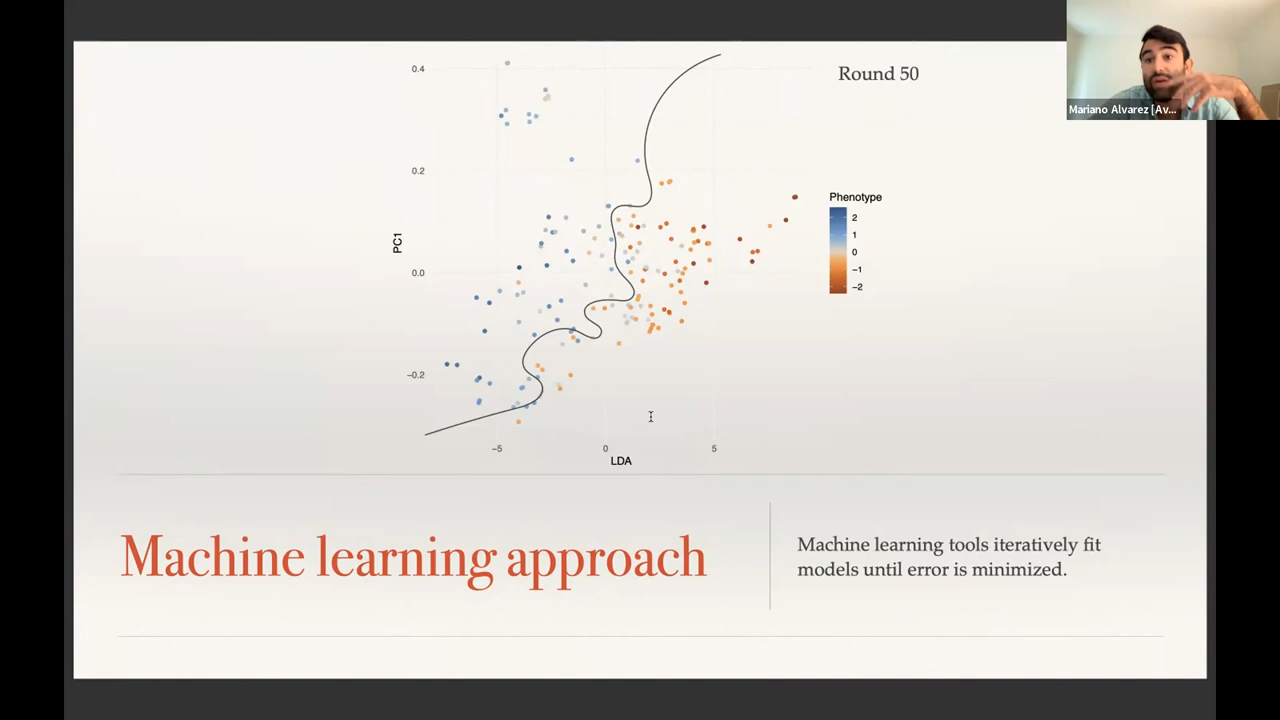 Round 50
Mariano Alvarez [Av...
0.4
0.2
0.0
−0.2
PC1
−5
0
5
LDA
Phenotype
2
1
0
−1
−2
Machine learning approach
Machine learning tools iteratively fit
models until error is minimized.